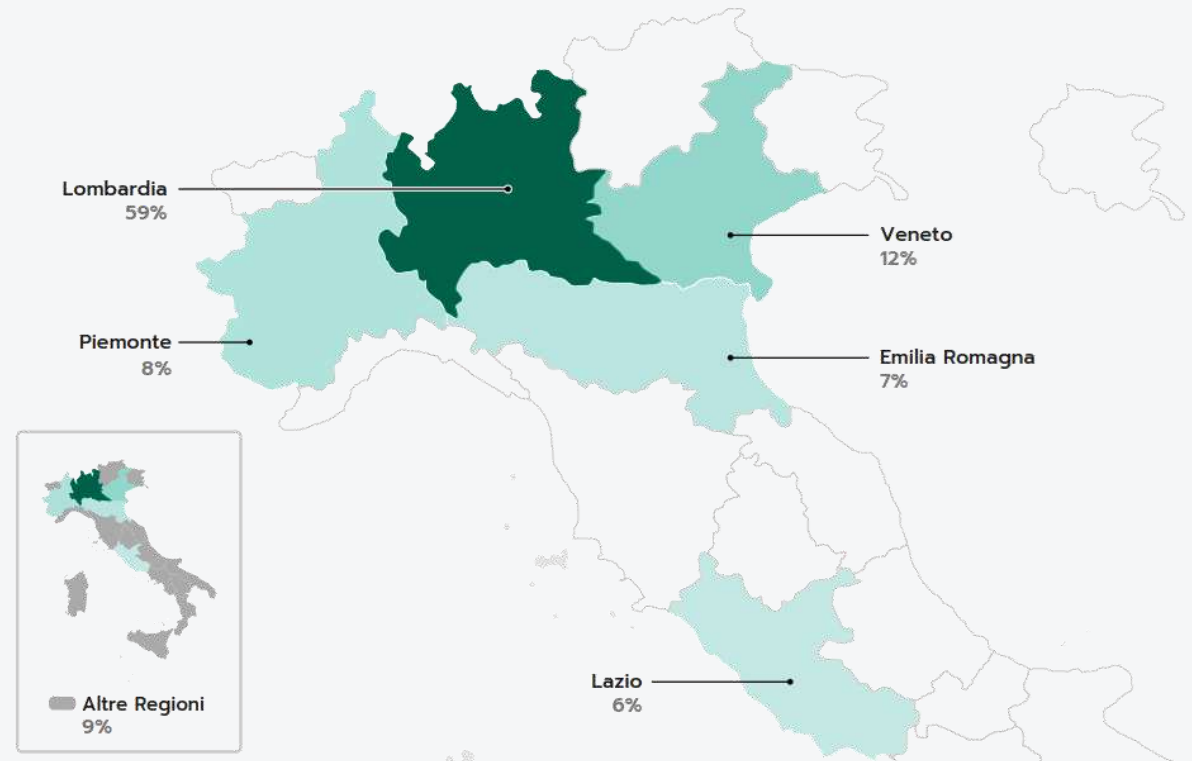 Lombardia
59%
Veneto
12%
Piemonte
8%
Emilia Romagna
7%
Lazio
6%
Altre Regioni
9%